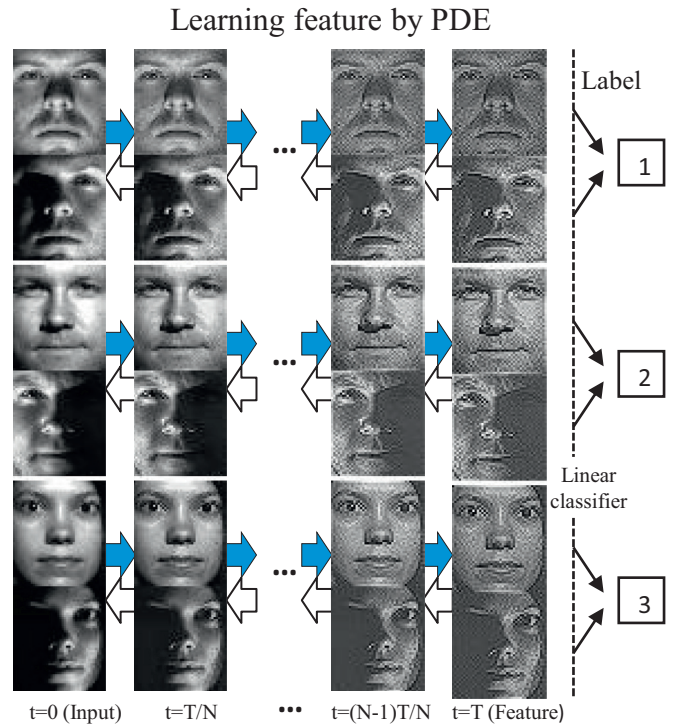 Learning feature by PDE
Label
...
1
...
2
Linear
classifier
...
3
t=0 (Input) t=T/N ... t=(N-1)T/N t=T (Feature)